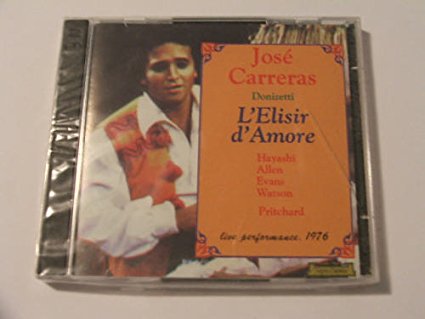 José
Carreras
Donizetti
L'Elisir
d'Amore
Hayashi
Allen
Evans
Watson
Pritchard
live performance, 1976